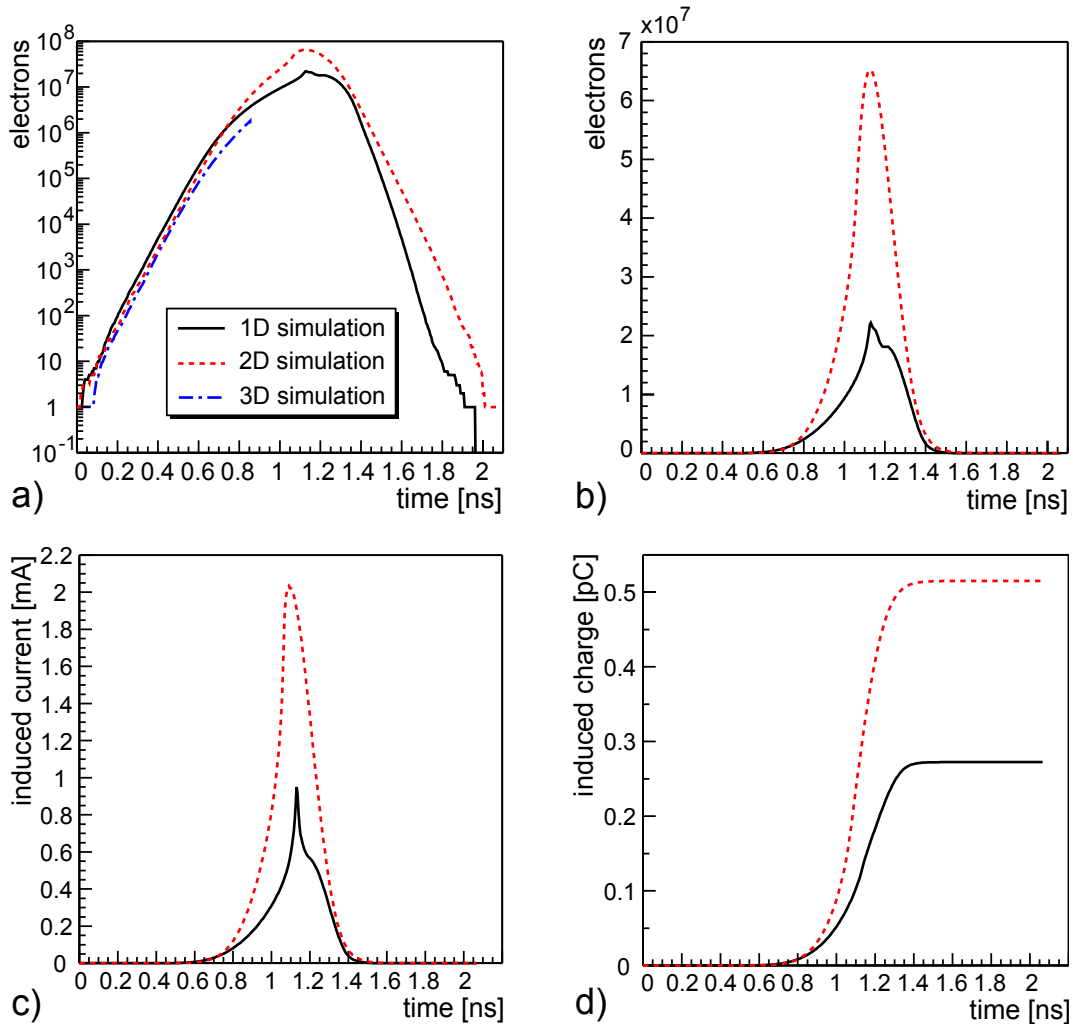 electrons
10^8
10^7
10^6
10^5
10^4
10^3
10^2
10
1
10^-1
1D simulation
2D simulation
3D simulation
0 0.2 0.4 0.6 0.8 1 1.2 1.4 1.6 1.8 2
time [ns]
a)
×10^7
electrons
7
6
5
4
3
2
1
0
0 0.2 0.4 0.6 0.8 1 1.2 1.4 1.6 1.8 2
time [ns]
b)
induced current [mA]
2.2
2
1.8
1.6
1.4
1.2
1
0.8
0.6
0.4
0.2
0
0 0.2 0.4 0.6 0.8 1 1.2 1.4 1.6 1.8 2
time [ns]
c)
induced charge [pC]
0.5
0.4
0.3
0.2
0.1
0
0 0.2 0.4 0.6 0.8 1 1.2 1.4 1.6 1.8 2
time [ns]
d)